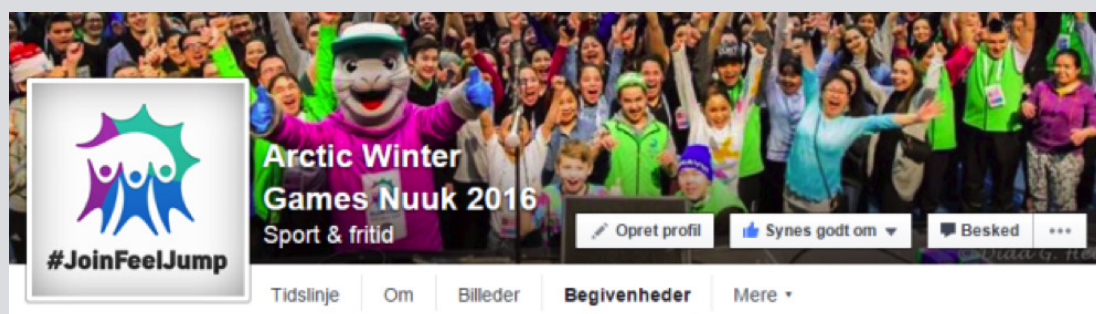 Arctic Winter
Games Nuuk 2016
Sport & fritid
#JoinFeelJump
Opret profil
Synes godt om
Besked
Tidslinje
Om
Billeder
Begivenheder
Mere